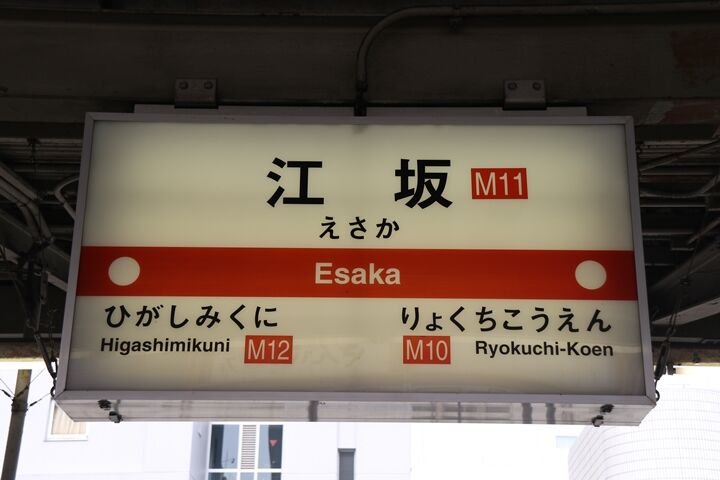 江坂 M11
えさか
Esaka
ひがしみくに りょくちこうえん
Higashimikuni M12 M10 Ryokuchi-Koen